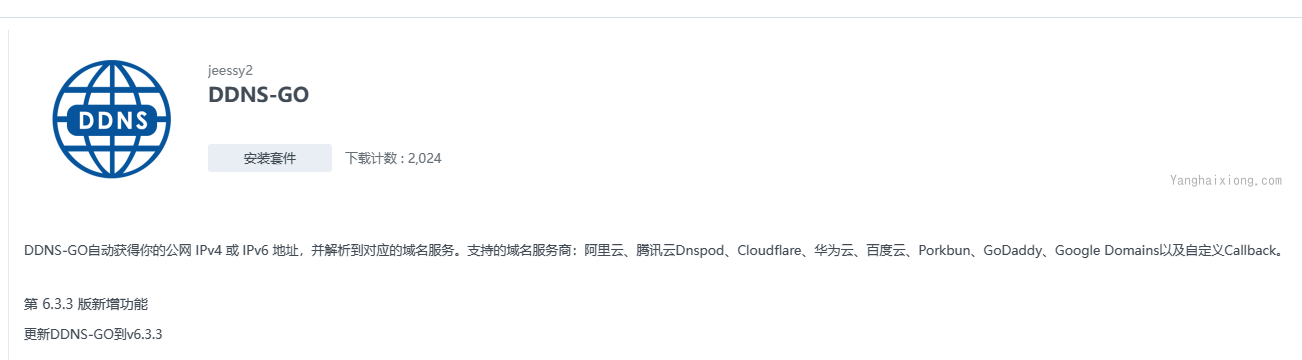 jeessy2
DDNS-GO
DDNS
安装套件
下载计数 : 2,024
Yanghaixiong.com
DDNS-GO自动获得你的公网 IPv4 或 IPv6 地址，并解析到对应的域名服务。支持的域名服务商：阿里云、腾讯云Dnspod、Cloudflare、华为云、百度云、Porkbun、GoDaddy、Google Domains以及自定义Callback。
第 6.3.3 版新增功能
更新DDNS-GO到v6.3.3